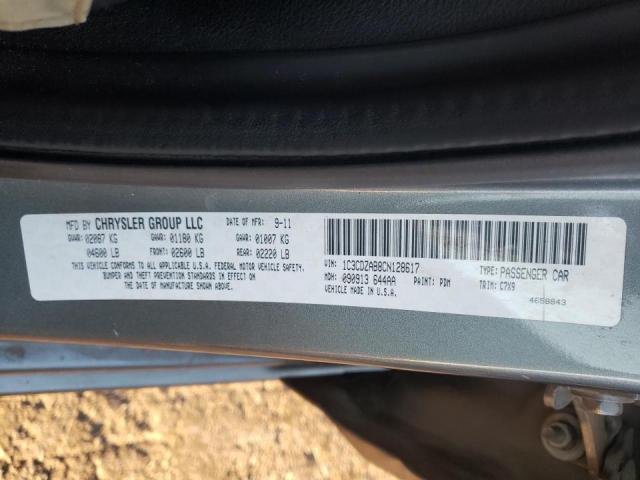 MFD BY CHRYSLER GROUP LLC DATE OF MFR: 9-11
GVWR: 02087 KG GAWR: 01180 KG GAWR: 01007 KG
04600 LB FRONT: 02600 LB REAR: 02220 LB
THIS VEHICLE CONFORMS TO ALL APPLICABLE U.S.A. FEDERAL MOTOR VEHICLE SAFETY,
BUMPER AND THEFT PREVENTION STANDARDS IN EFFECT ON
THE DATE OF MANUFACTURE SHOWN ABOVE.
VIN: 1C3CDZAB8CN128617 TYPE: PASSENGER CAR
MDH: 090913 644AA PAINT: PDM TRIM: C7X9
VEHICLE MADE IN U.S.A. 4658843